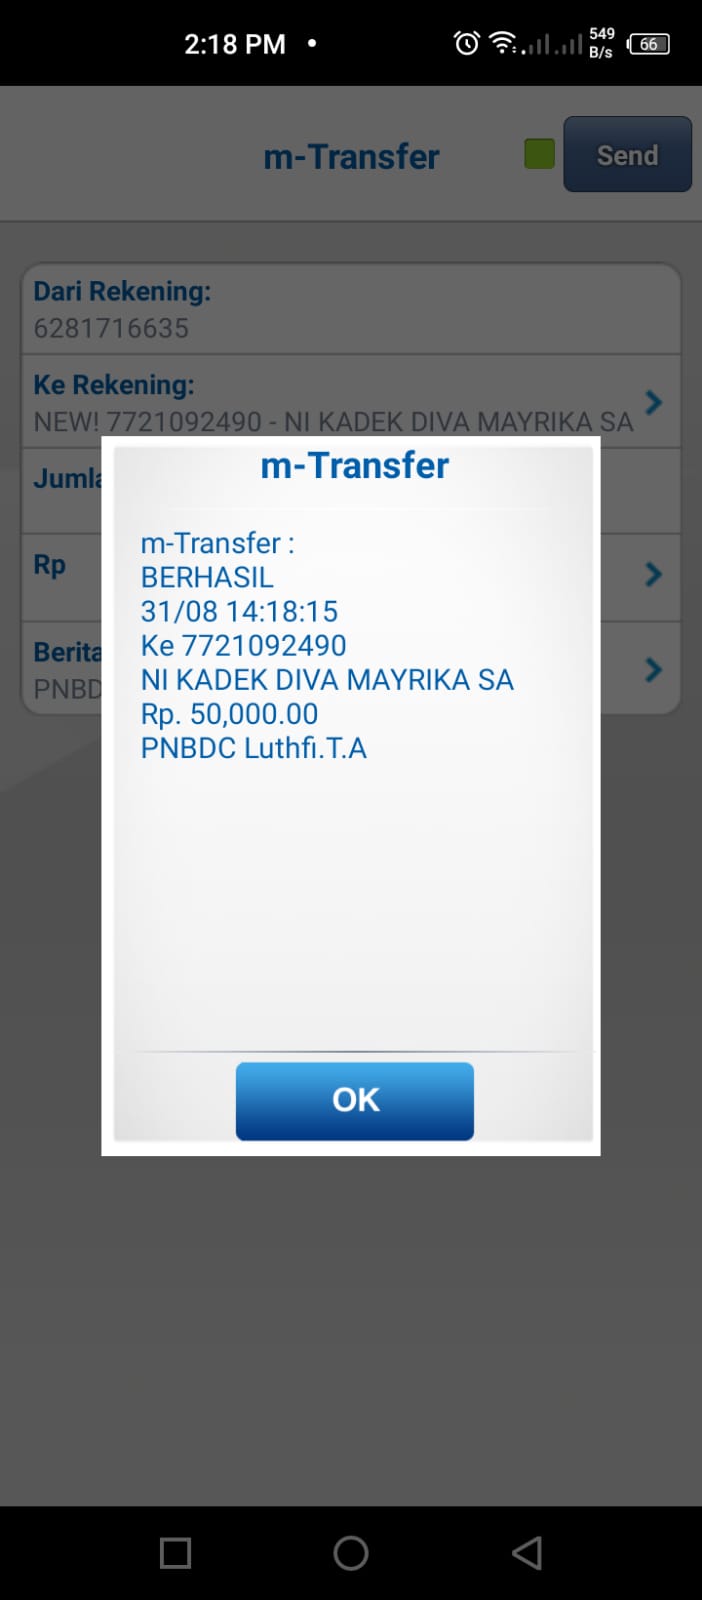 2:18 PM
549
B/s
66
m-Transfer
Send
Dari Rekening:
6281716635
Ke Rekening:
NEW! 7721092490 - NI KADEK DIVA MAYRIKA SA
Rp
PNBD
m-Transfer
m-Transfer :
BERHASIL
31/08 14:18:15
Ke 7721092490
NI KADEK DIVA MAYRIKA SA
Rp. 50,000.00
PNBDC Luthfi.T.A
OK